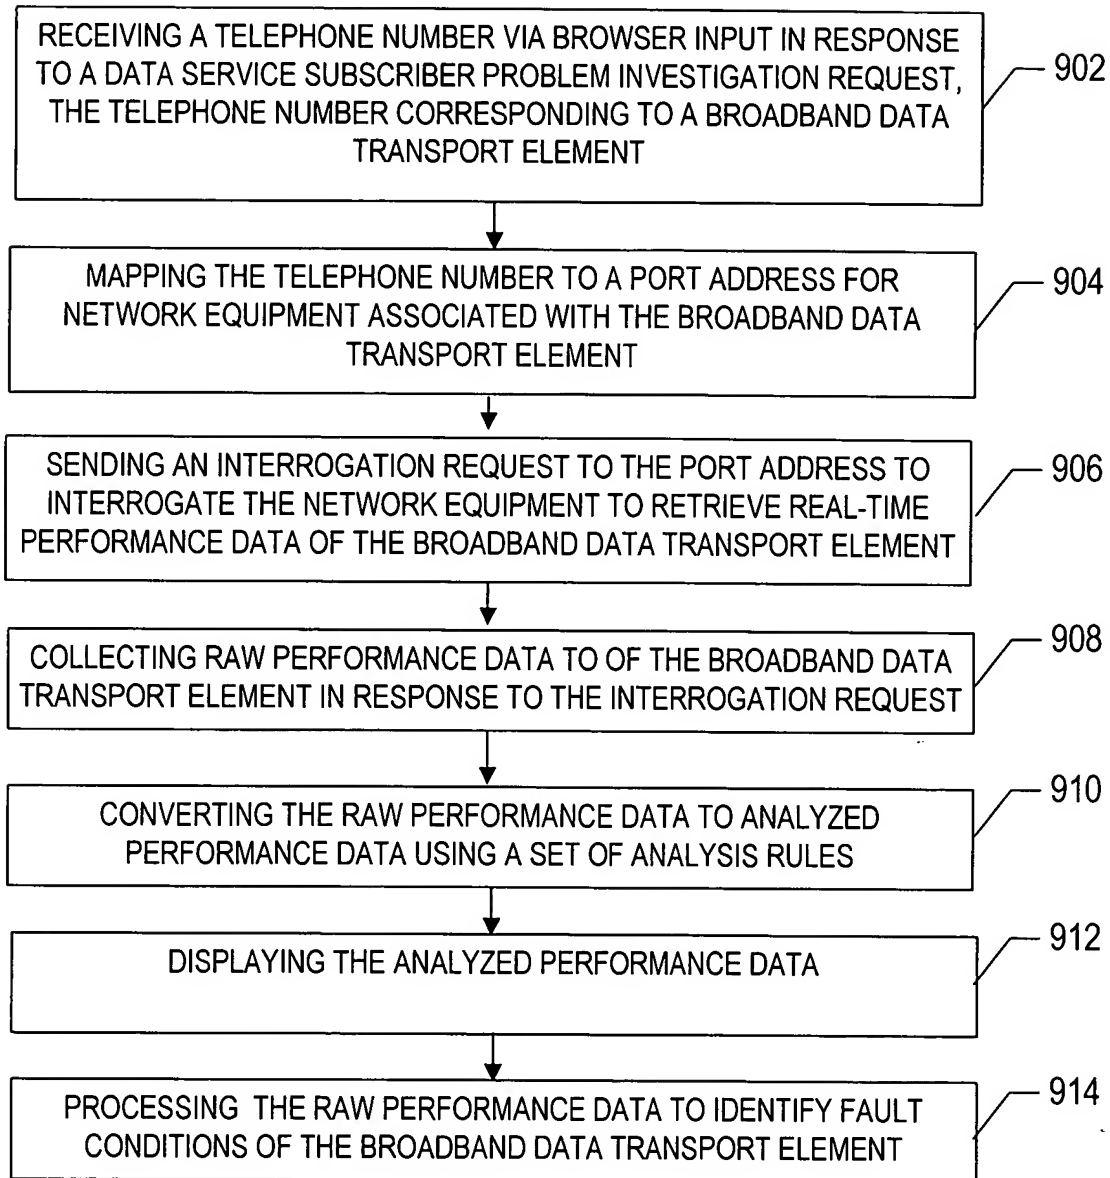 RECEIVING A TELEPHONE NUMBER VIA BROWSER INPUT IN RESPONSE
TO A DATA SERVICE SUBSCRIBER PROBLEM INVESTIGATION REQUEST,
THE TELEPHONE NUMBER CORRESPONDING TO A BROADBAND DATA
TRANSPORT ELEMENT
902
MAPPING THE TELEPHONE NUMBER TO A PORT ADDRESS FOR
NETWORK EQUIPMENT ASSOCIATED WITH THE BROADBAND DATA
TRANSPORT ELEMENT
904
SENDING AN INTERROGATION REQUEST TO THE PORT ADDRESS TO
INTERROGATE THE NETWORK EQUIPMENT TO RETRIEVE REAL-TIME
PERFORMANCE DATA OF THE BROADBAND DATA TRANSPORT ELEMENT
906
COLLECTING RAW PERFORMANCE DATA TO OF THE BROADBAND DATA
TRANSPORT ELEMENT IN RESPONSE TO THE INTERROGATION REQUEST
908
CONVERTING THE RAW PERFORMANCE DATA TO ANALYZED
PERFORMANCE DATA USING A SET OF ANALYSIS RULES
910
DISPLAYING THE ANALYZED PERFORMANCE DATA
912
PROCESSING THE RAW PERFORMANCE DATA TO IDENTIFY FAULT
CONDITIONS OF THE BROADBAND DATA TRANSPORT ELEMENT
914